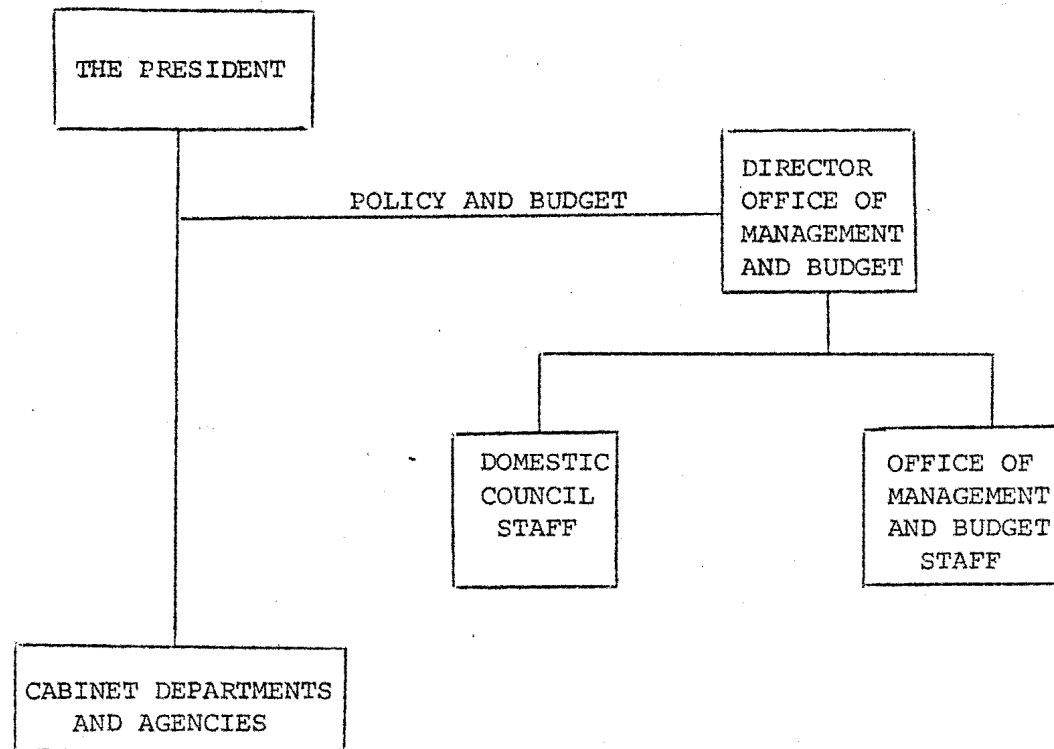 THE PRESIDENT
POLICY AND BUDGET
DIRECTOR
OFFICE OF
MANAGEMENT
AND BUDGET
DOMESTIC
COUNCIL
STAFF
OFFICE OF
MANAGEMENT
AND BUDGET
STAFF
CABINET DEPARTMENTS
AND AGENCIES